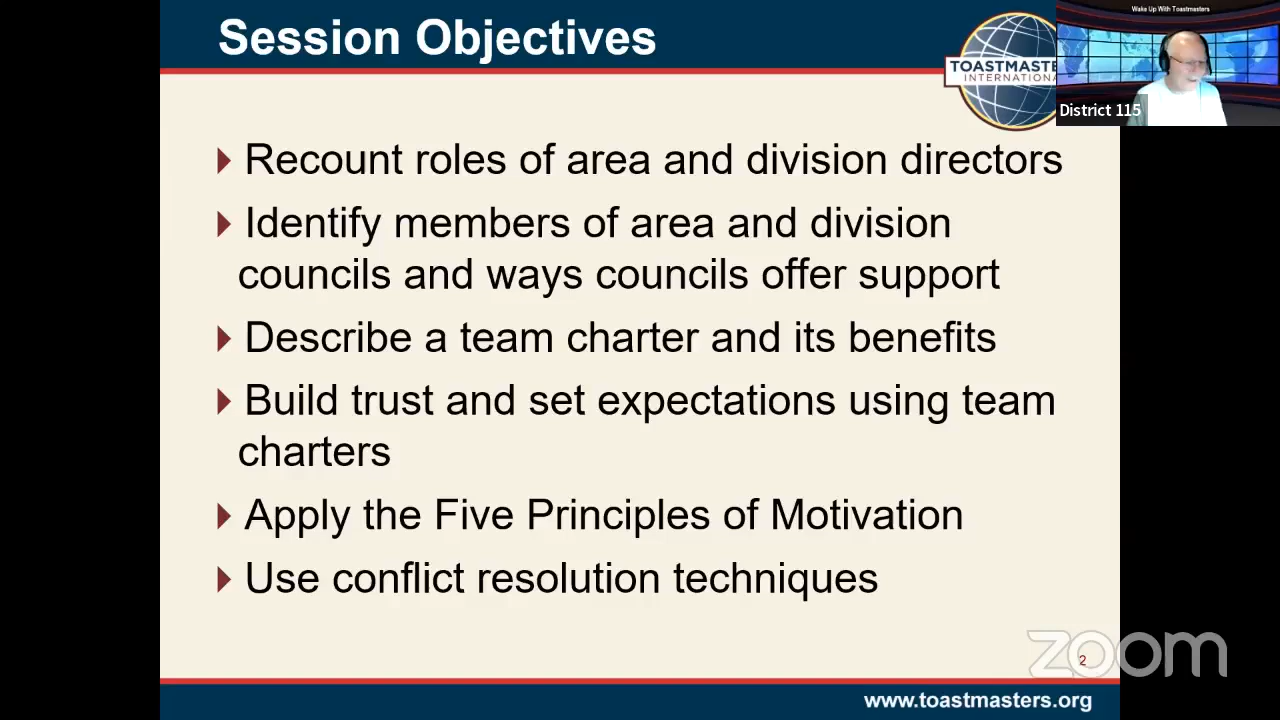 Session Objectives
TOASTMASTE
INTERNATIONA
Wake Up With Toastmasters
District 115
Recount roles of area and division directors
Identify members of area and division
councils and ways councils offer support
Describe a team charter and its benefits
Build trust and set expectations using team
charters
Apply the Five Principles of Motivation
Use conflict resolution techniques
zoom
2
www.toastmasters.org